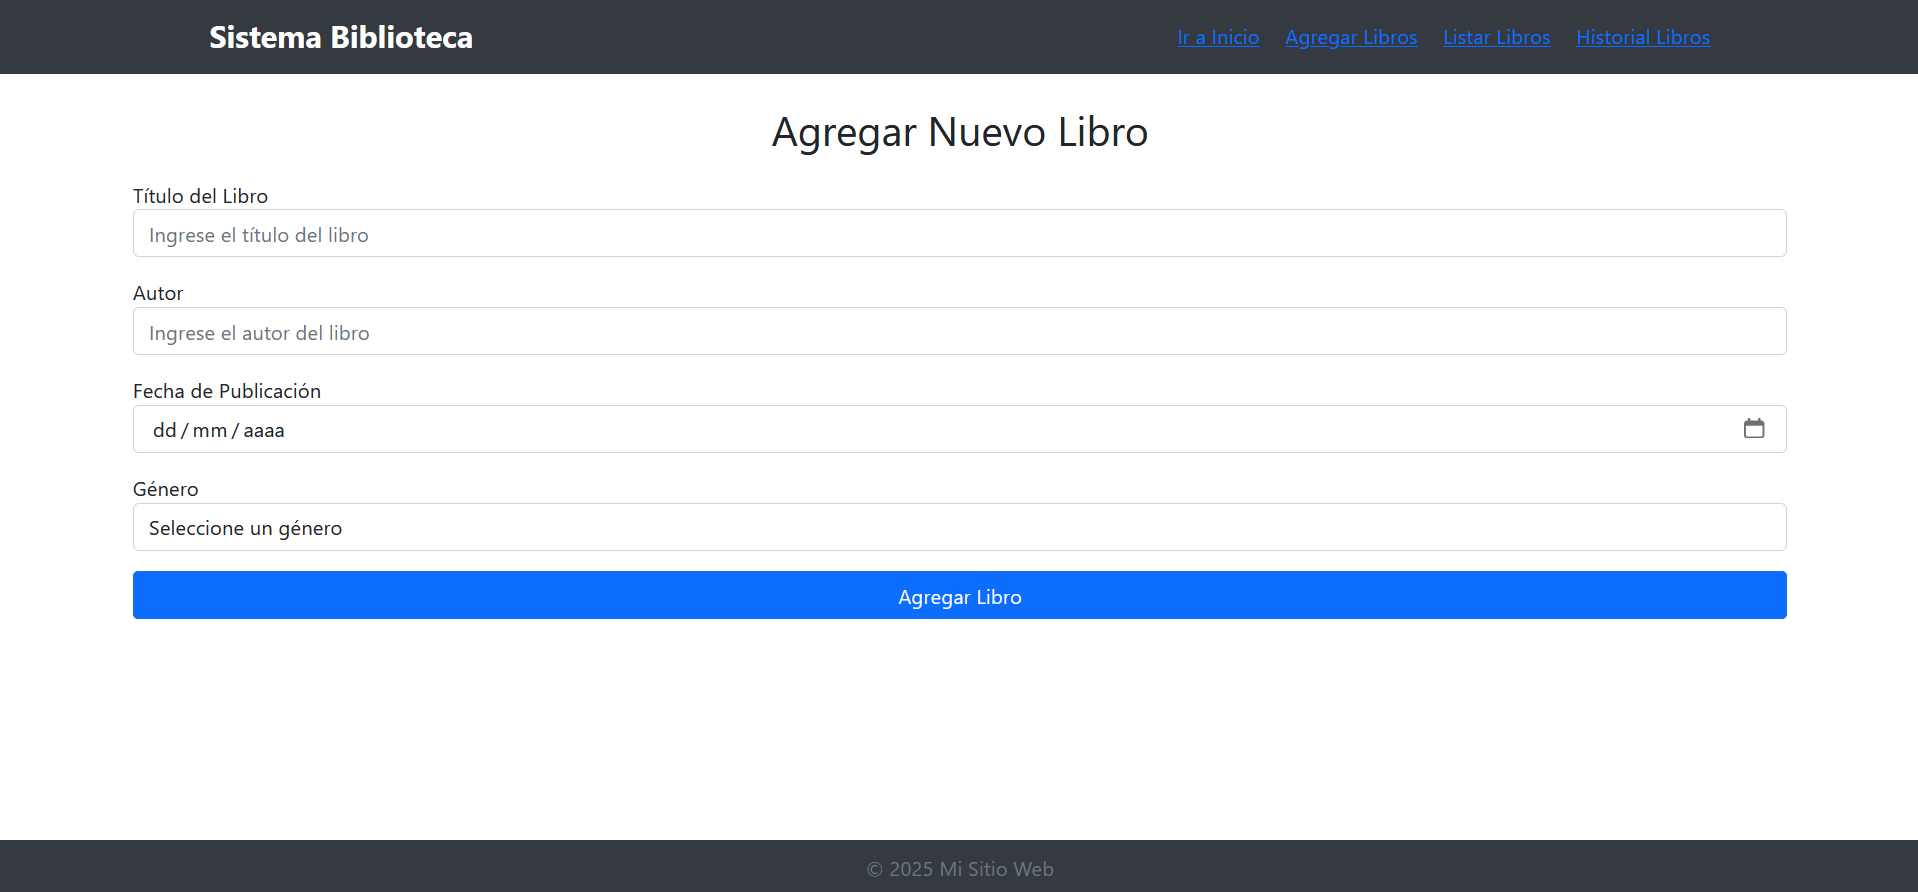 Sistema Biblioteca
Ir a Inicio Agregar Libros Listar Libros Historial Libros
Agregar Nuevo Libro
Título del Libro
Ingrese el título del libro
Autor
Ingrese el autor del libro
Fecha de Publicación
dd/mm/aaaa
Género
Seleccione un género
Agregar Libro
© 2025 Mi Sitio Web